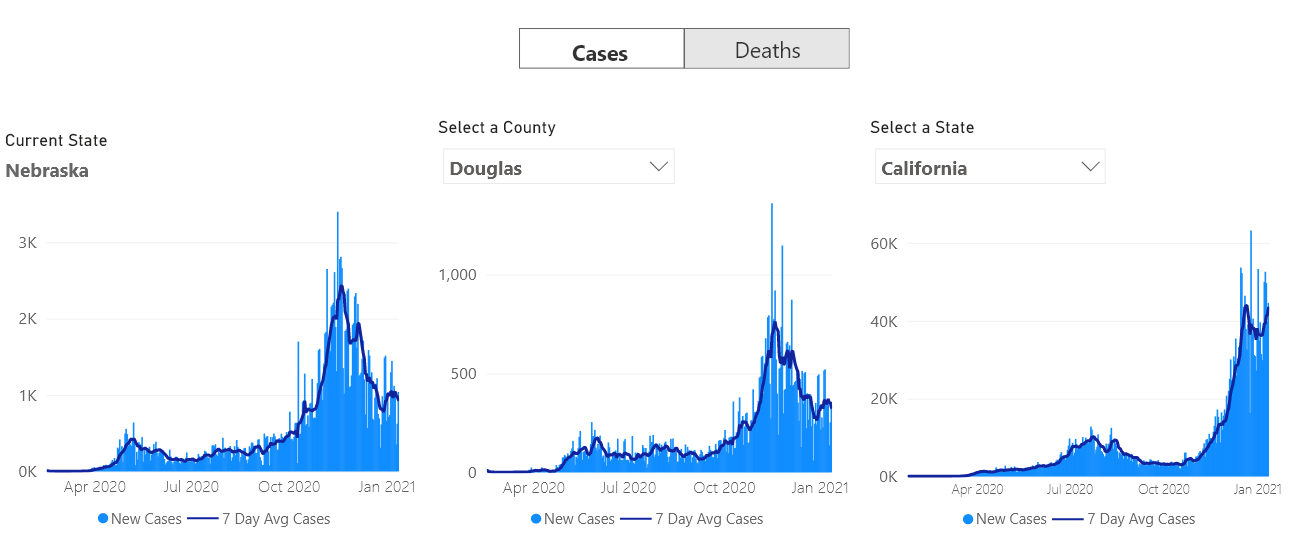 Cases Deaths
Current State
Nebraska
3K
2K
1K
0K
Apr 2020 Jul 2020 Oct 2020 Jan 2021
New Cases 7 Day Avg Cases
Select a County
Douglas
1,000
500
0
Apr 2020 Jul 2020 Oct 2020 Jan 2021
New Cases 7 Day Avg Cases
Select a State
California
60K
40K
20K
0K
Apr 2020 Jul 2020 Oct 2020 Jan 2021
New Cases 7 Day Avg Cases